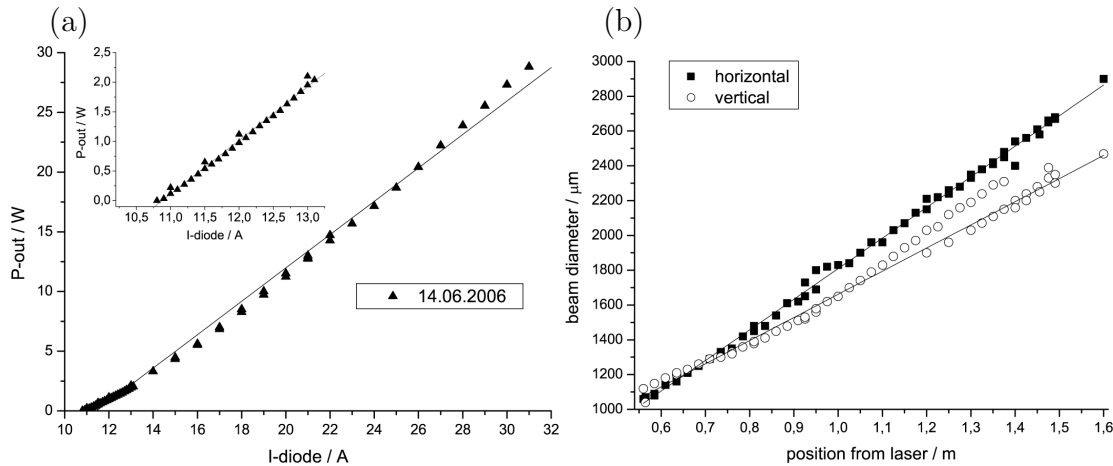 (a)
(b)
30
25
20
15
10
5
0
P-out / W
10 12 14 16 18 20 22 24 26 28 30 32
I-diode / A
2,5
2,0
1,5
1,0
0,5
0,0
P-out / W
10,5 11,0 11,5 12,0 12,5 13,0
I-diode / A
14.06.2006
3000
2800
2600
2400
2200
2000
1800
1600
1400
1200
1000
beam diameter / μm
0,6 0,7 0,8 0,9 1,0 1,1 1,2 1,3 1,4 1,5 1,6
position from laser / m
horizontal
vertical